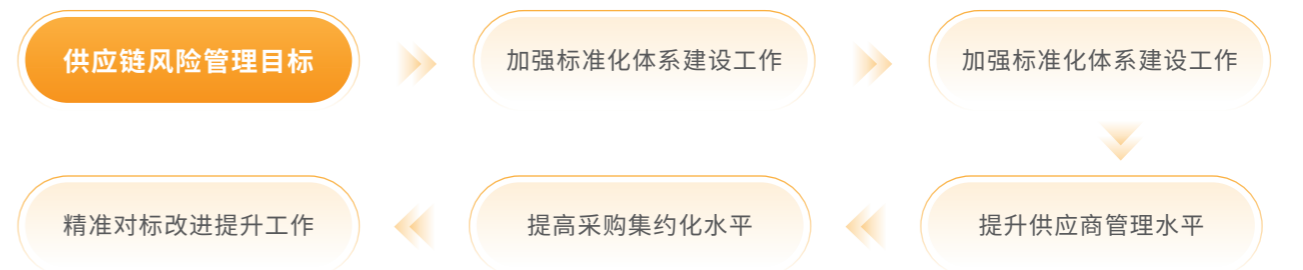 供应链风险管理目标
加强标准化体系建设工作
加强标准化体系建设工作
提升供应商管理水平
提高采购集约化水平
精准对标改进提升工作